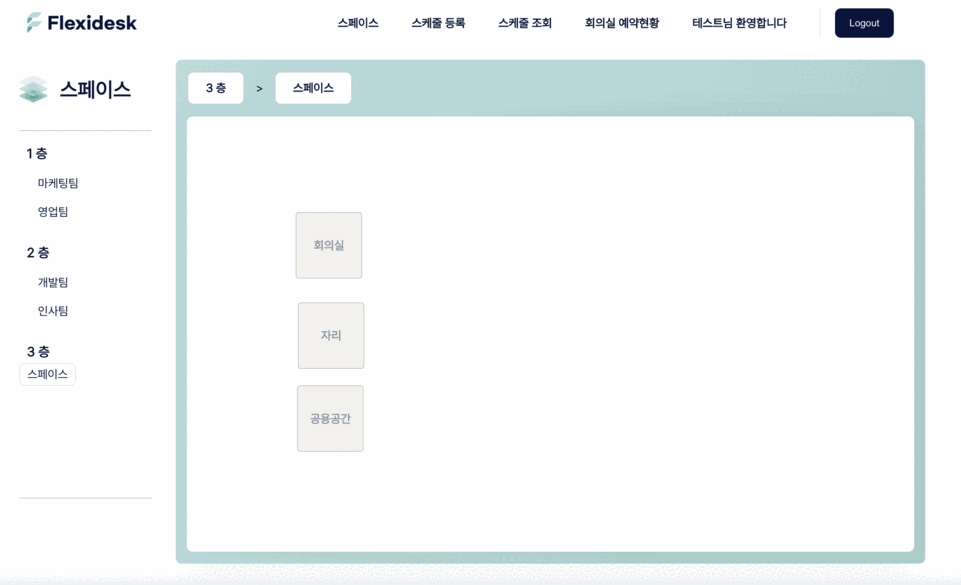 Flexidesk
스페이스 스케줄 등록 스케줄 조회 회의실 예약현황 테스트님 환영합니다 Logout
스페이스
1 층
마케팅팀
영업팀
2 층
개발팀
인사팀
3 층
스페이스
3 층 > 스페이스
회의실
자리
공용공간